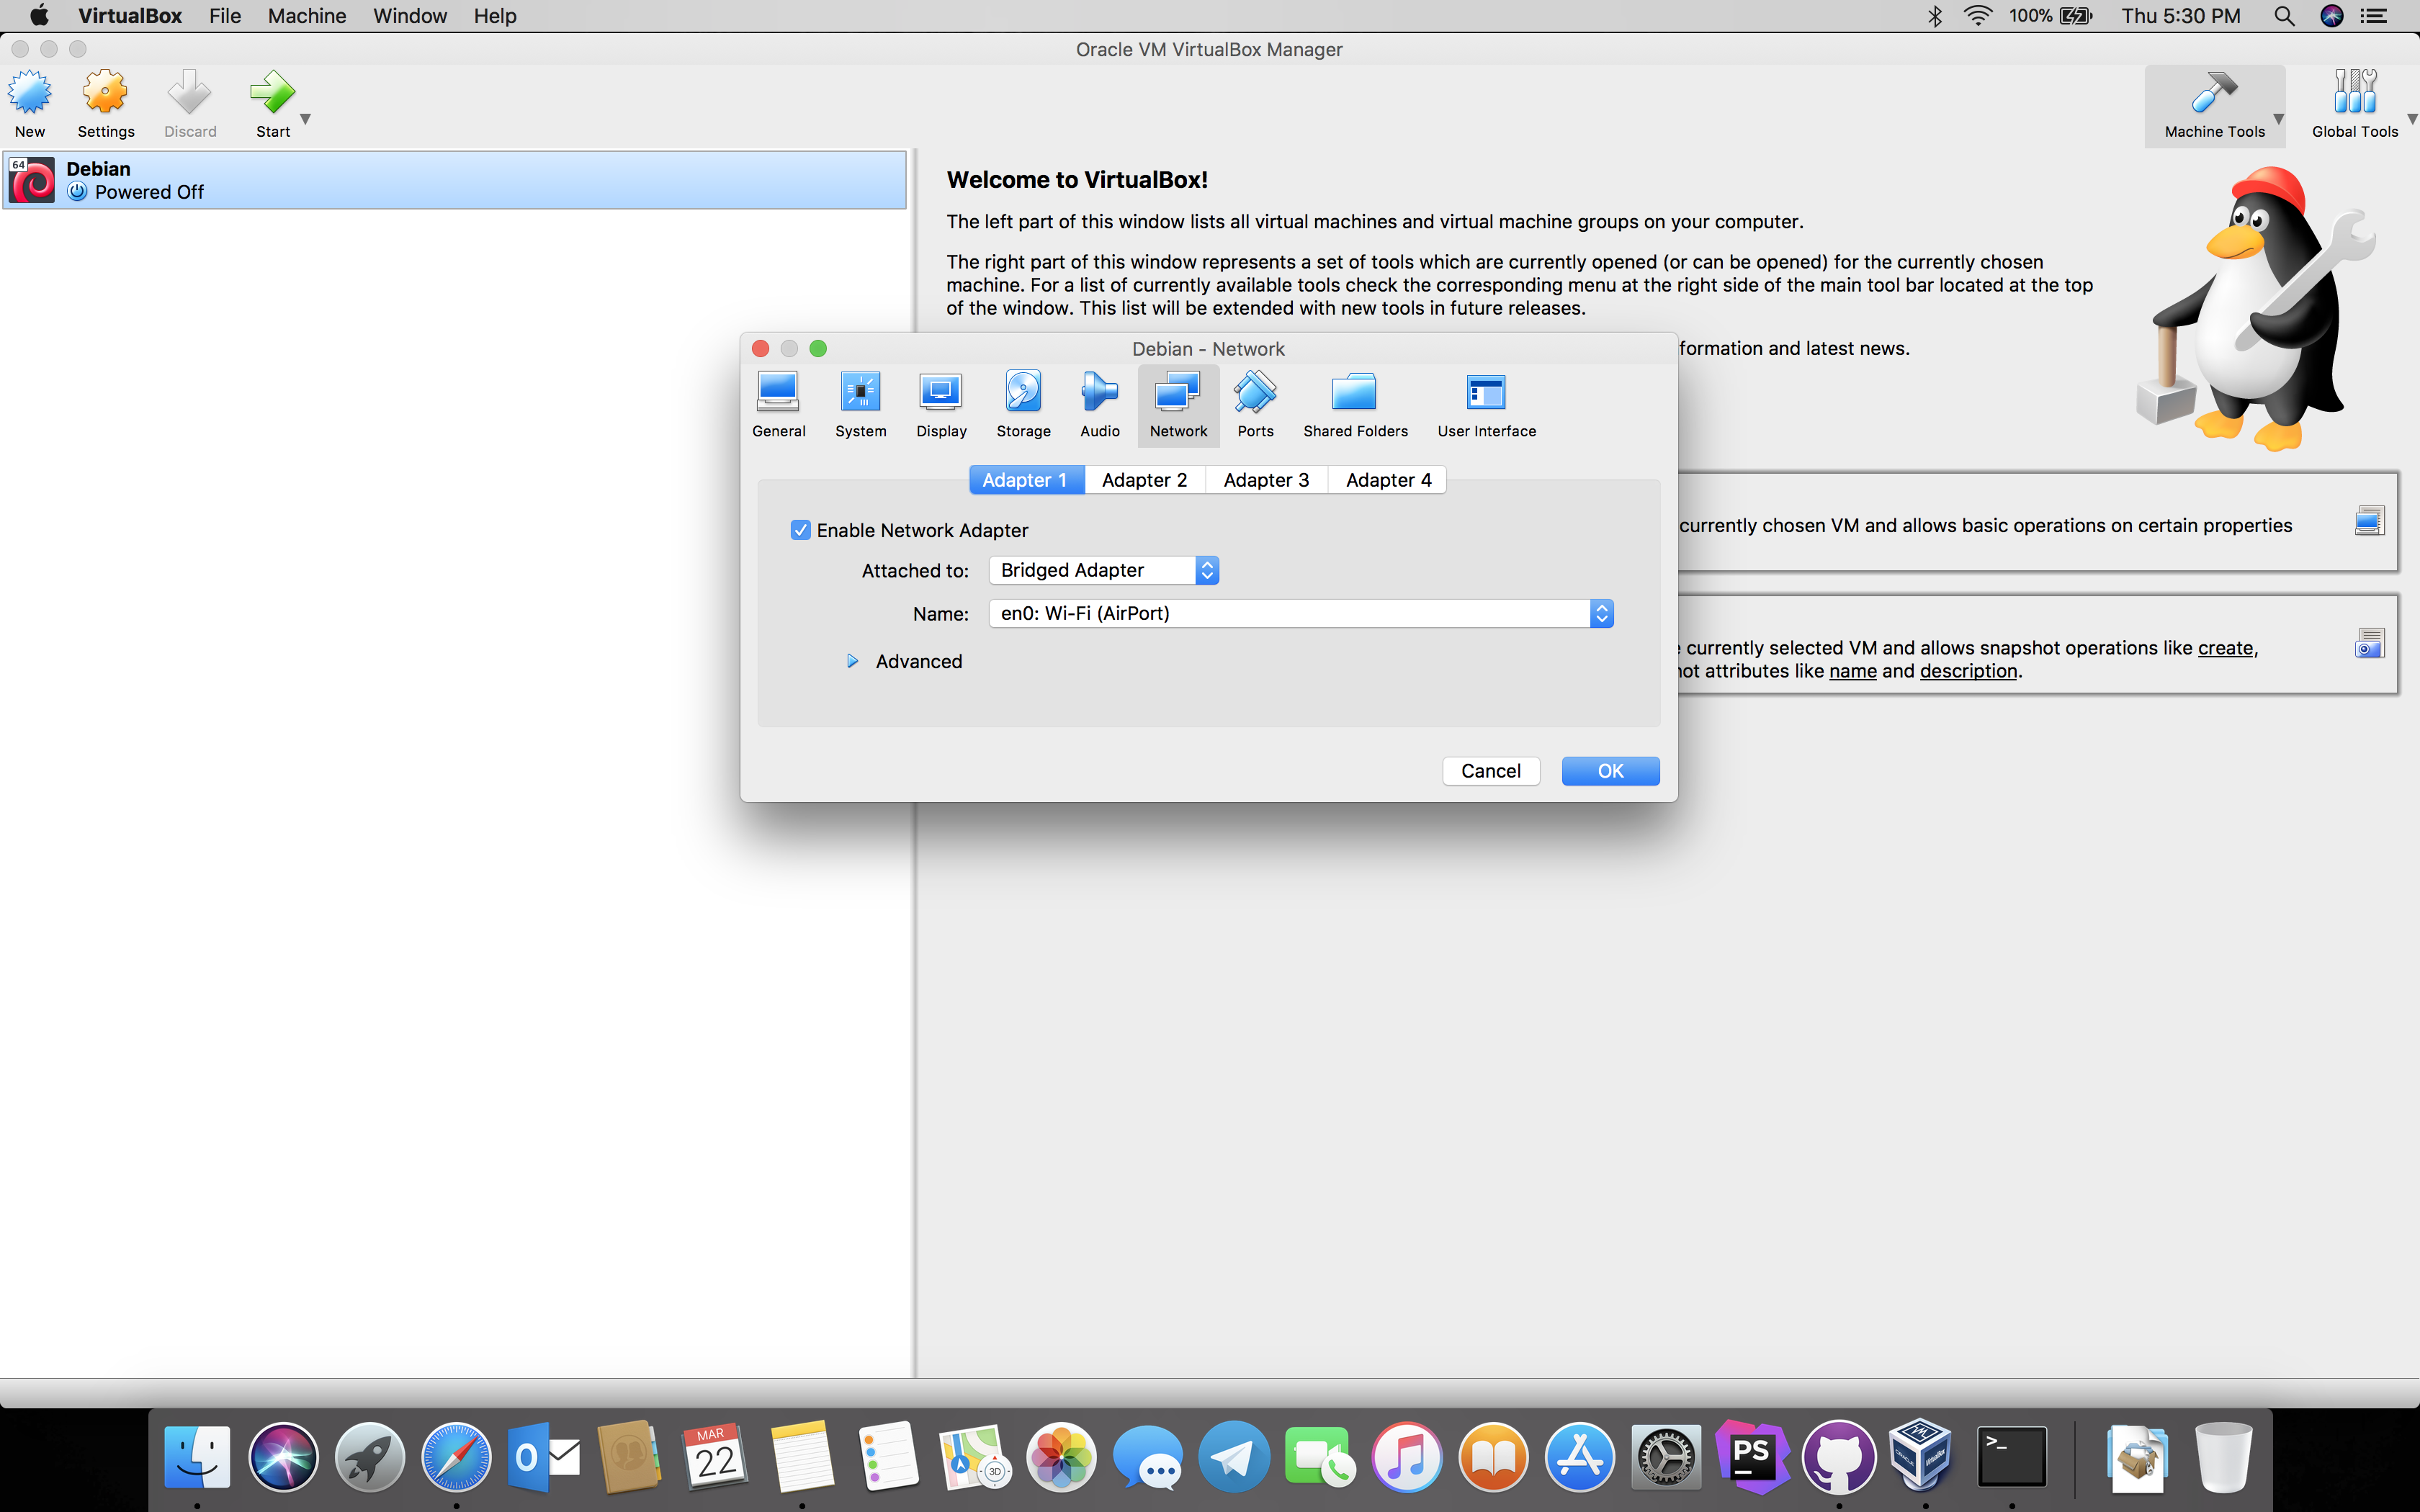 VirtualBox File Machine Window Help 100% Thu 5:30 PM
Oracle VM VirtualBox Manager
New Settings Discard Start Machine Tools Global Tools
64
Debian
Powered Off
Welcome to VirtualBox!
The left part of this window lists all virtual machines and virtual machine groups on your computer.
The right part of this window represents a set of tools which are currently opened (or can be opened) for the currently chosen
machine. For a list of currently available tools check the corresponding menu at the right side of the main tool bar located at the top
of the window. This list will be extended with new tools in future releases.
formation and latest news.
Debian - Network
General System Display Storage Audio Network Ports Shared Folders User Interface
Adapter 1 Adapter 2 Adapter 3 Adapter 4
Enable Network Adapter
Attached to: Bridged Adapter
Name: en0: Wi-Fi (AirPort)
Advanced
Cancel OK
currently chosen VM and allows basic operations on certain properties
currently selected VM and allows snapshot operations like create,
ot attributes like name and description.
MAR
22
3D
PS
>_